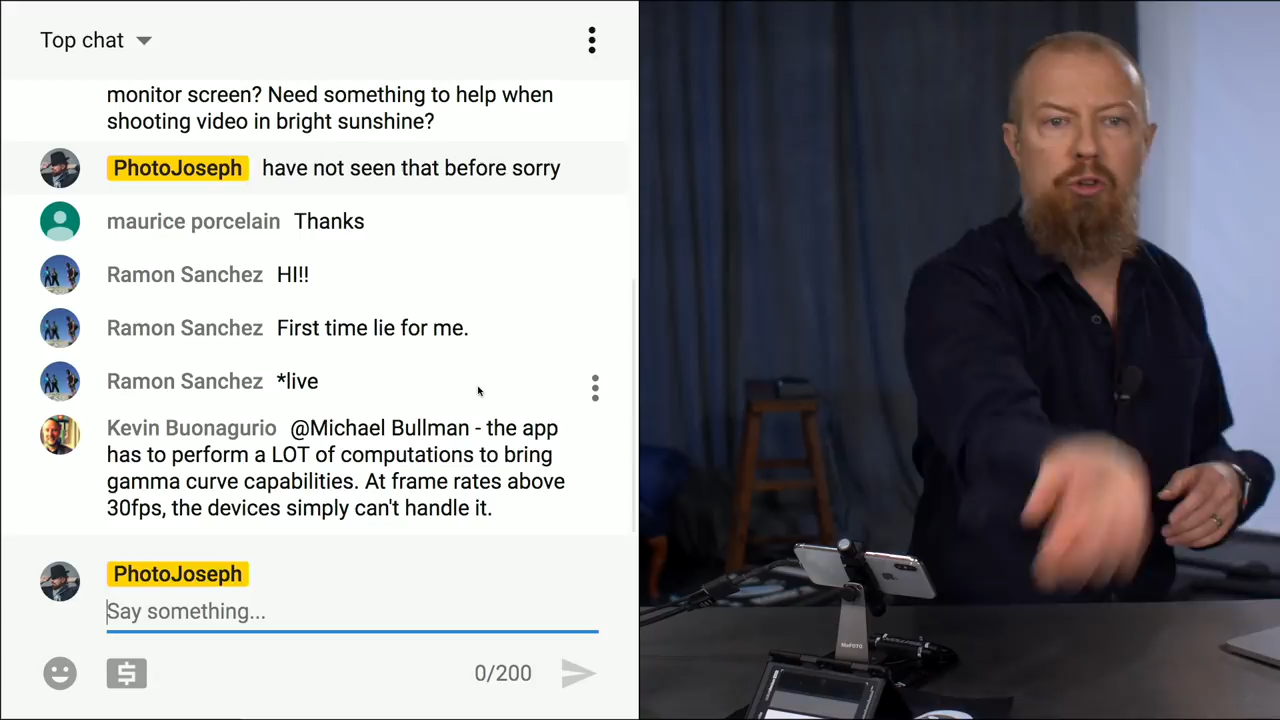 Top chat
monitor screen? Need something to help when
shooting video in bright sunshine?
PhotoJoseph have not seen that before sorry
maurice porcelain Thanks
Ramon Sanchez HI!!
Ramon Sanchez First time lie for me.
Ramon Sanchez *live
Kevin Buonagurio @Michael Bullman - the app
has to perform a LOT of computations to bring
gamma curve capabilities. At frame rates above
30fps, the devices simply can't handle it.
PhotoJoseph
Say something...
0/200
MeFOTO